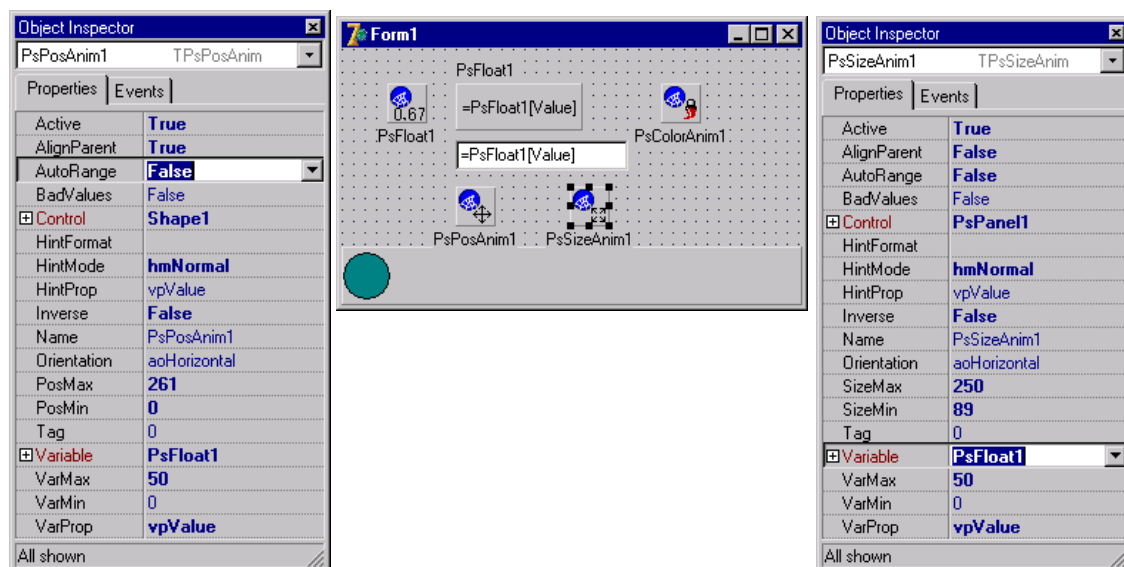 Object Inspector
PsPosAnim1 TPsPosAnim
Properties Events
Active True
AlignParent True
AutoRange False
BadValues False
Control Shape1
HintFormat
HintMode hmNormal
HintProp vpValue
Inverse False
Name PsPosAnim1
Orientation aoHorizontal
PosMax 261
PosMin 0
Tag 0
Variable PsFloat1
VarMax 50
VarMin 0
VarProp vpValue
All shown
Form1
PsFloat1
0.67
=PsFloat1[Value]
PsFloat1
PsColorAnim1
=PsFloat1[Value]
PsPosAnim1 PsSizeAnim1
Object Inspector
PsSizeAnim1 TPsSizeAnim
Properties Events
Active True
AlignParent False
AutoRange False
BadValues False
Control PsPanel1
HintFormat
HintMode hmNormal
HintProp vpValue
Inverse False
Name PsSizeAnim1
Orientation aoHorizontal
SizeMax 250
SizeMin 89
Tag 0
Variable PsFloat1
VarMax 50
VarMin 0
VarProp vpValue
All shown